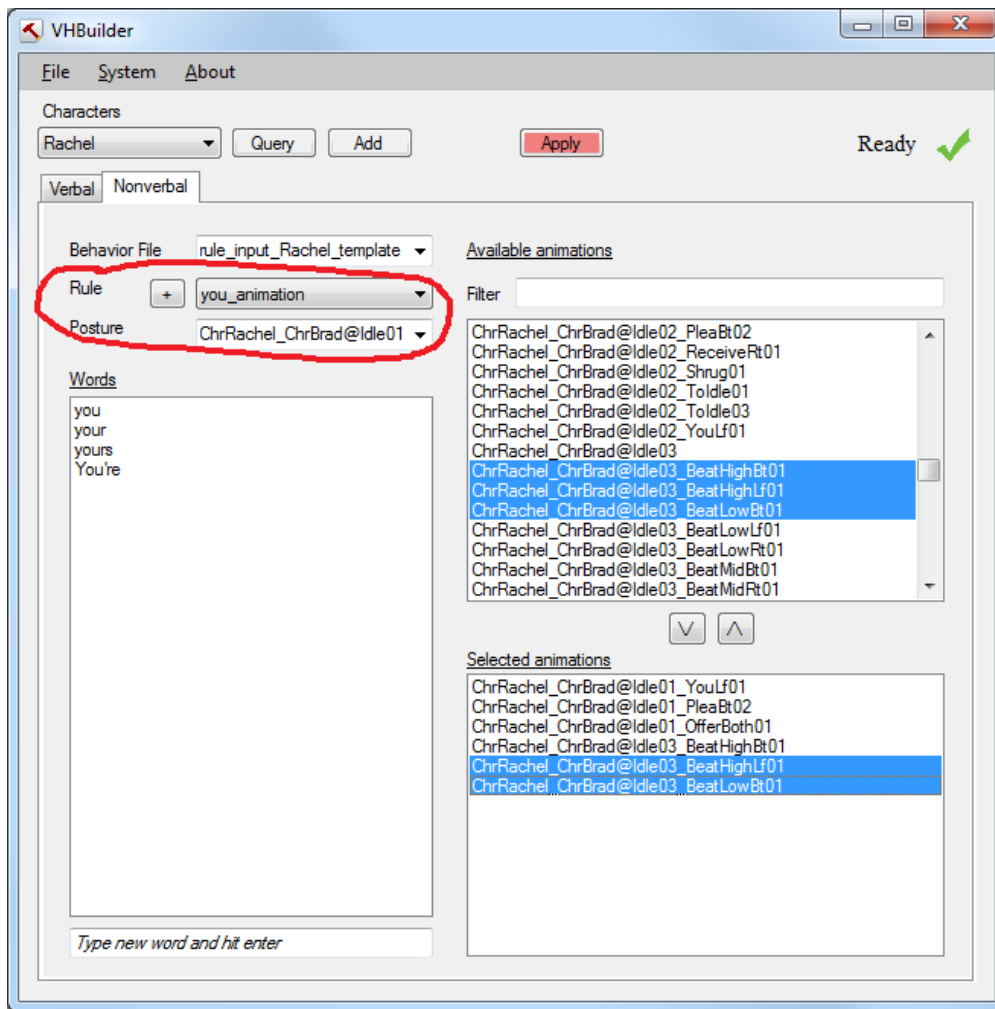 VHBuilder
File System About
Characters
Rachel Query Add Apply Ready
Verbal Nonverbal
Behavior File rule_input_Rachel_template
Rule + you_animation
Posture ChrRachel_ChrBrad@Idle01
Words
you
your
yours
You're
Type new word and hit enter
Available animations
Filter
ChrRachel_ChrBrad@Idle02_PleaBt02
ChrRachel_ChrBrad@Idle02_ReceiveRt01
ChrRachel_ChrBrad@Idle02_Shrug01
ChrRachel_ChrBrad@Idle02_ToIdle01
ChrRachel_ChrBrad@Idle02_ToIdle03
ChrRachel_ChrBrad@Idle02_YouLf01
ChrRachel_ChrBrad@Idle03
ChrRachel_ChrBrad@Idle03_BeatHighBt01
ChrRachel_ChrBrad@Idle03_BeatHighLf01
ChrRachel_ChrBrad@Idle03_BeatLowBt01
ChrRachel_ChrBrad@Idle03_BeatLowLf01
ChrRachel_ChrBrad@Idle03_BeatLowRt01
ChrRachel_ChrBrad@Idle03_BeatMidBt01
ChrRachel_ChrBrad@Idle03_BeatMidRt01
Selected animations
ChrRachel_ChrBrad@Idle01_YouLf01
ChrRachel_ChrBrad@Idle01_PleaBt02
ChrRachel_ChrBrad@Idle01_OfferBoth01
ChrRachel_ChrBrad@Idle03_BeatHighBt01
ChrRachel_ChrBrad@Idle03_BeatHighLf01
ChrRachel_ChrBrad@Idle03_BeatLowBt01